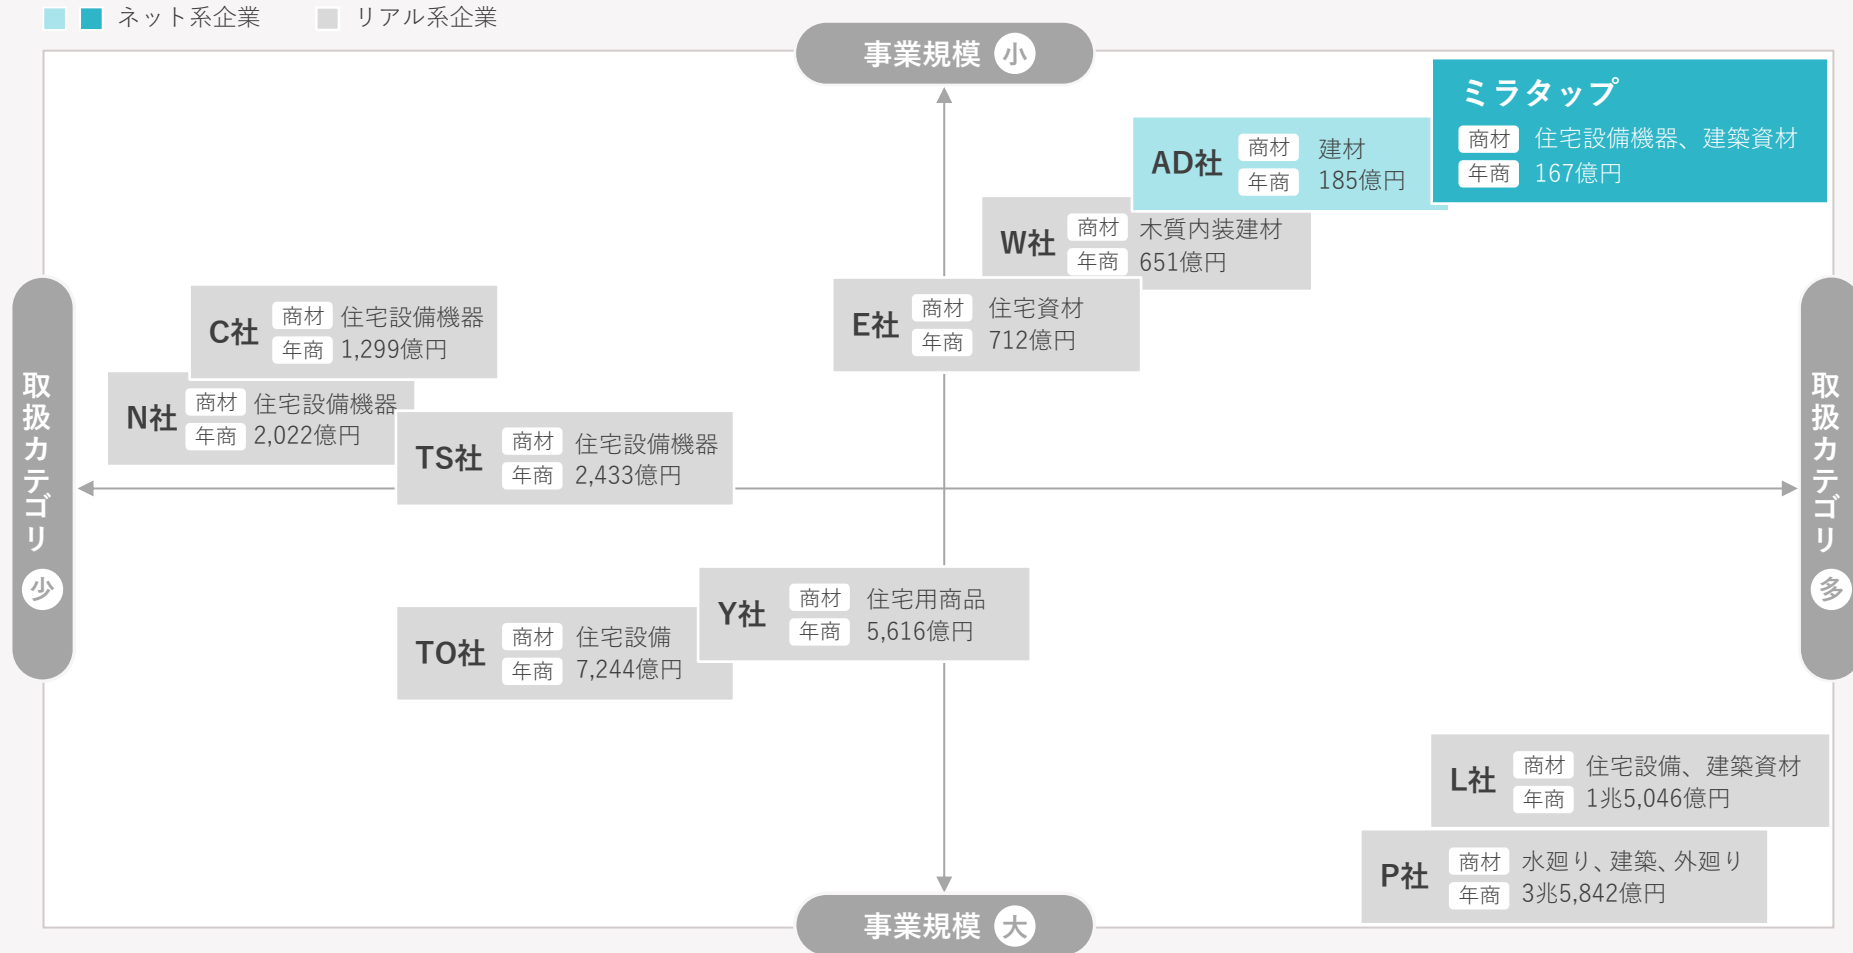 ネット系企業 リアル系企業
事業規模 小
ミラタップ
商材 住宅設備機器、建築資材
年商 167億円
AD社
商材 建材
年商 185億円
W社
商材 木質内装建材
年商 651億円
E社
商材 住宅資材
年商 712億円
C社
商材 住宅設備機器
年商 1,299億円
N社
商材 住宅設備機器
年商 2,022億円
TS社
商材 住宅設備機器
年商 2,433億円
取扱カテゴリ 少
取扱カテゴリ 多
Y社
商材 住宅用商品
年商 5,616億円
TO社
商材 住宅設備
年商 7,244億円
L社
商材 住宅設備、建築資材
年商 1兆5,046億円
P社
商材 水廻り、建築、外廻り
年商 3兆5,842億円
事業規模 大